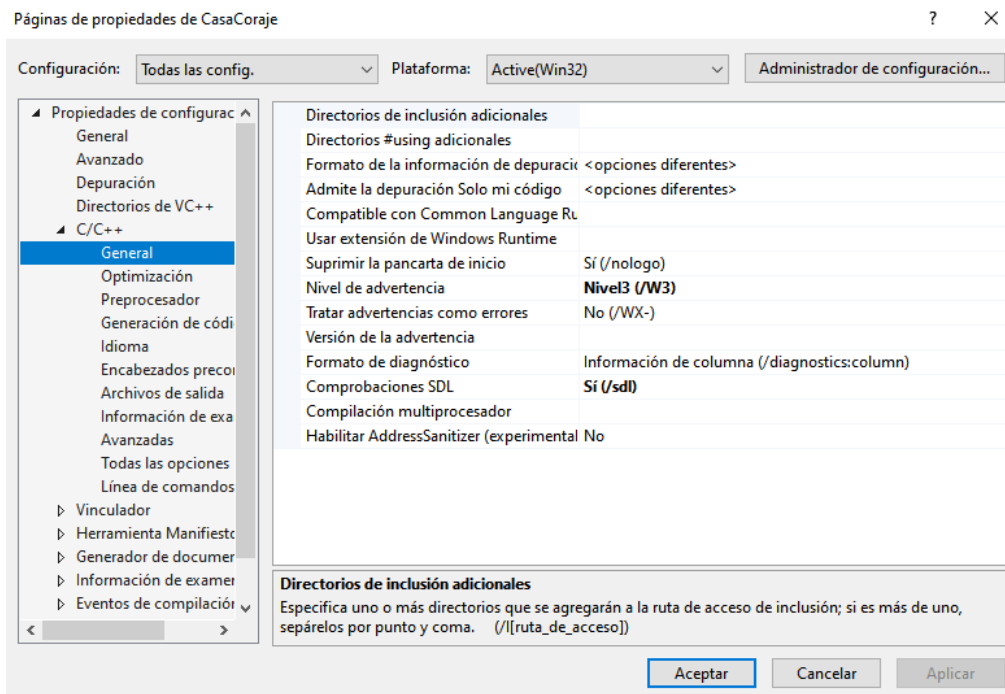 Páginas de propiedades de CasaCoraje
?
Configuración: Todas las config. Plataforma: Active(Win32) Administrador de configuración...
Propiedades de configurac
General
Avanzado
Depuración
Directorios de VC++
C/C++
General
Optimización
Preprocesador
Generación de códi
Idioma
Encabezados precor
Archivos de salida
Información de exa
Avanzadas
Todas las opciones
Línea de comandos
Vinculador
Herramienta Manifiesto
Generador de documen
Información de examen
Eventos de compilación
Directorios de inclusión adicionales
Directorios #using adicionales
Formato de la información de depuració <opciones diferentes>
Admite la depuración Solo mi código <opciones diferentes>
Compatible con Common Language Ru
Usar extensión de Windows Runtime
Suprimir la pancarta de inicio Sí (/nologo)
Nivel de advertencia Nivel3 (/W3)
Tratar advertencias como errores No (/WX-)
Versión de la advertencia
Formato de diagnóstico Información de columna (/diagnostics:column)
Comprobaciones SDL Sí (/sdl)
Compilación multiprocesador
Habilitar AddressSanitizer (experimental No
Directorios de inclusión adicionales
Especifica uno o más directorios que se agregarán a la ruta de acceso de inclusión; si es más de uno,
sepárelos por punto y coma. (/I[ruta_de_acceso])
Aceptar Cancelar Aplicar